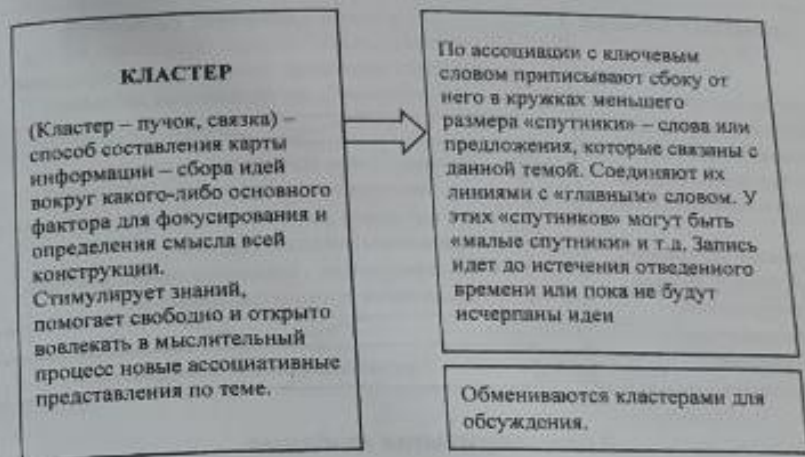 КЛАСТЕР
(Кластер – пучок, связка) –
способ составления карты
информации – сбора идей
вокруг какого-либо основного
фактора для фокусирования и
определения смысла всей
конструкции.
Стимулирует знаний,
помогает свободно и открыто
вовлекать в мыслительный
процесс новые ассоциативные
представления по теме.
По ассоциации с ключевым
словом приписывают сбоку от
него в кружках меньшего
размера «спутники» – слова или
предложения, которые связаны с
данной темой. Соединяют их
линиями с «главным» словом. У
этих «спутников» могут быть
«малые спутники» и т.д. Запись
идет до истечения отведенного
времени или пока не будут
исчерпаны идеи
Обмениваются кластерами для
обсуждения.